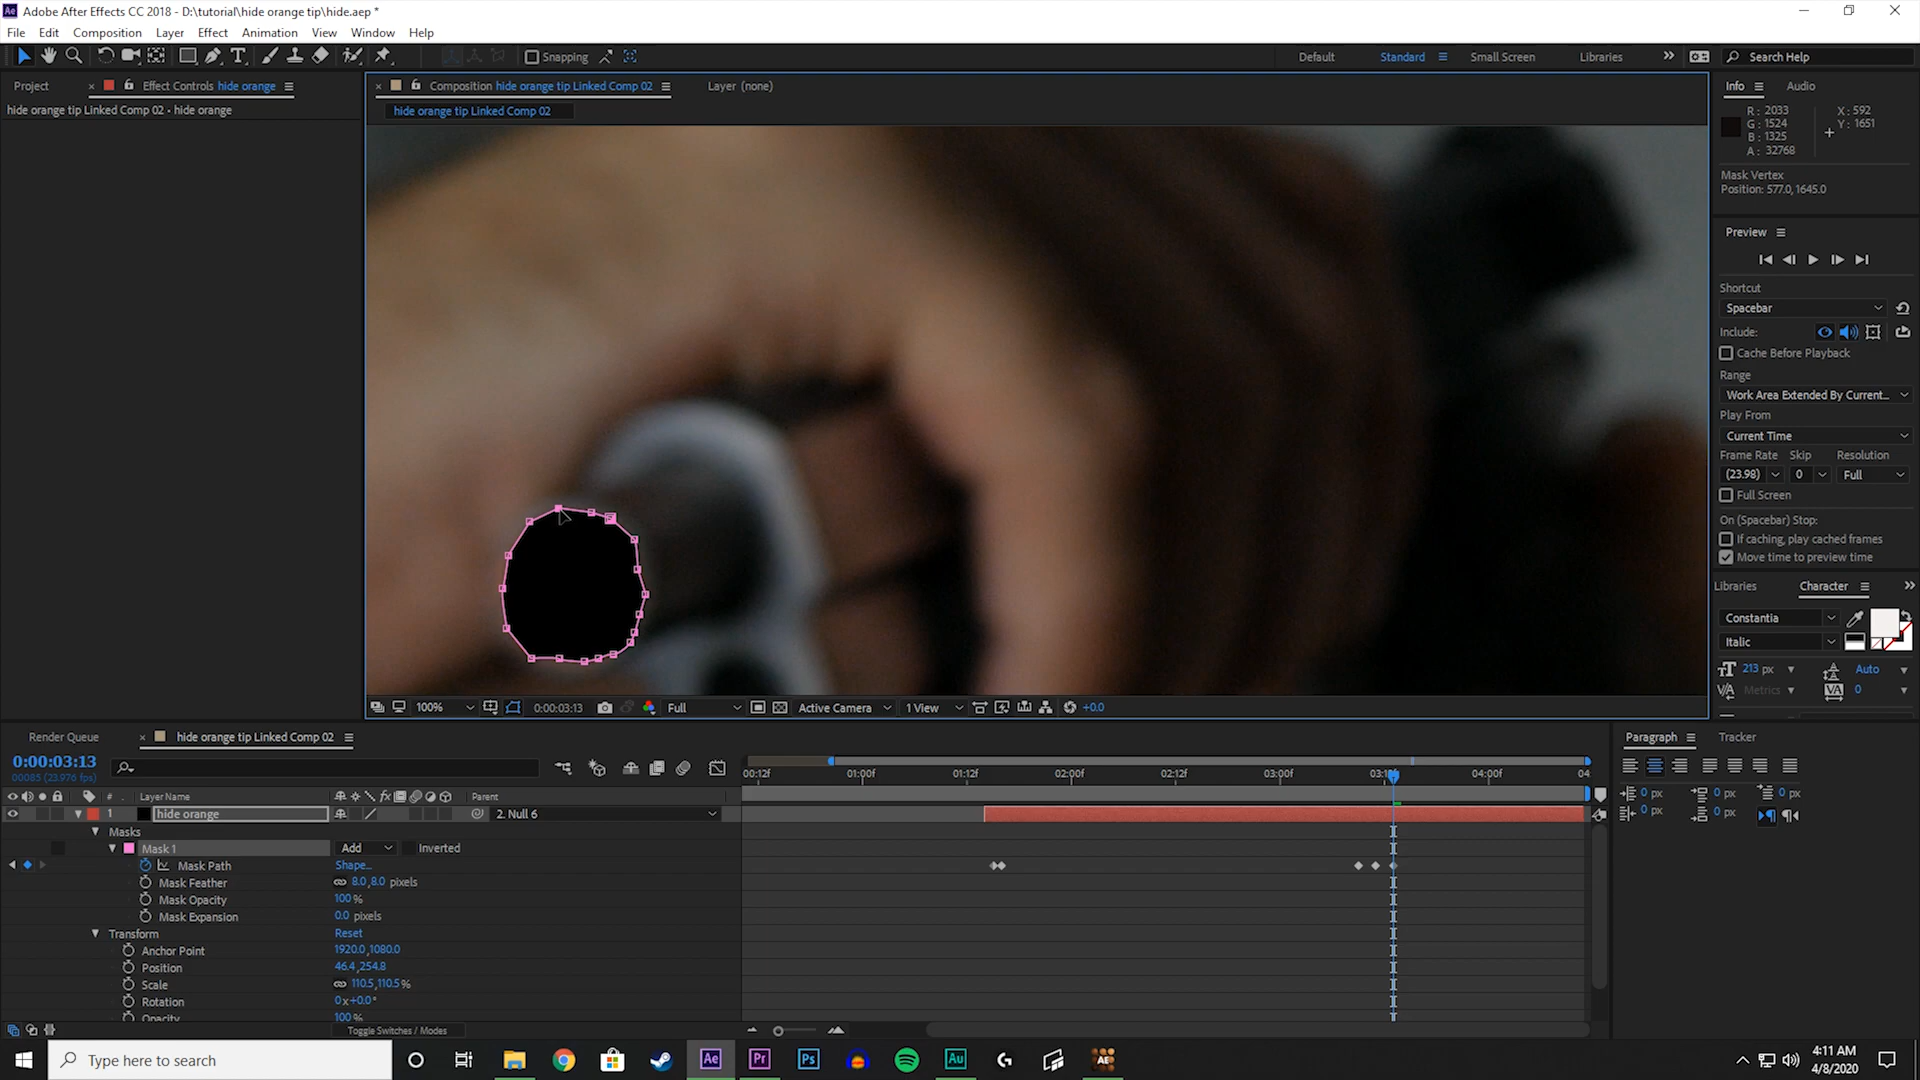 Adobe After Effects CC 2018 - D:\tutorial\hide orange tip\hide.aep *
File Edit Composition Layer Effect Animation View Window Help
Snapping
Default Standard Small Screen Libraries Search Help
Project Effect Controls hide orange
hide orange tip Linked Comp 02 • hide orange
Composition hide orange tip Linked Comp 02 Layer (none)
hide orange tip Linked Comp 02
Info Audio
R : 2033
G : 1524
B : 1325
A : 32768
X : 592
Y : 1651
Mask Vertex
Position: 577.0, 1645.0
Preview
Shortcut
Spacebar
Include:
Cache Before Playback
Range
Work Area Extended By Current...
Play From
Current Time
Frame Rate Skip Resolution
(23.98) 0 Full
Full Screen
On (Spacebar) Stop:
If caching, play cached frames
Move time to preview time
Libraries Character
Constantia
Italic
213 px Auto
Metrics 0
100% 0:00:03:13 Full Active Camera 1 View +0.0
Render Queue hide orange tip Linked Comp 02
0:00:03:13
00085 (23.976 fps)
00:12f 01:00f 01:12f 02:00f 02:12f 03:00f 03:1 04:00f 04
# Layer Name Parent
1 hide orange 2. Null 6
Masks
Mask 1 Add Inverted
Mask Path Shape...
Mask Feather 8.0,8.0 pixels
Mask Opacity 100 %
Mask Expansion 0.0 pixels
Transform Reset
Anchor Point 1920.0,1080.0
Position 46.4,254.8
Scale 110.5,110.5 %
Rotation 0 x +0.0 °
Opacity 100 %
Toggle Switches / Modes
Paragraph Tracker
0 px 0 px 0 px
0 px 0 px
Type here to search
Ae Pr Ps Au AE
4:11 AM
4/8/2020